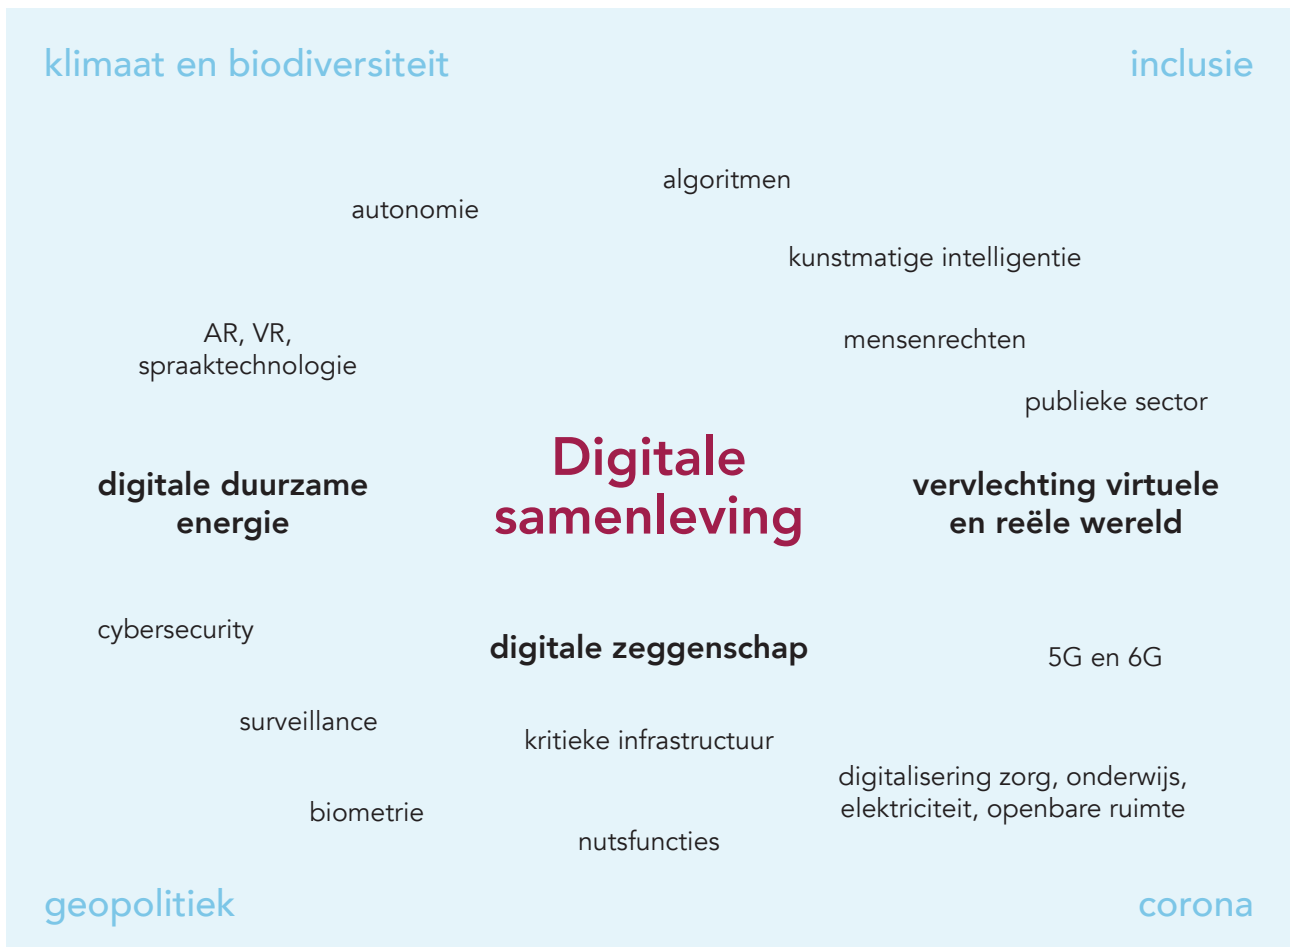 klimaat en biodiversiteit
inclusie
algoritmen
autonomie
kunstmatige intelligentie
AR, VR,
spraaktechnologie
mensenrechten
publieke sector
Digitale
samenleving
digitale duurzame
energie
vervlechting virtuele
en reële wereld
cybersecurity
digitale zeggenschap
5G en 6G
surveillance
kritieke infrastructuur
digitalisering zorg, onderwijs,
elektriciteit, openbare ruimte
biometrie
nutsfuncties
geopolitiek
corona